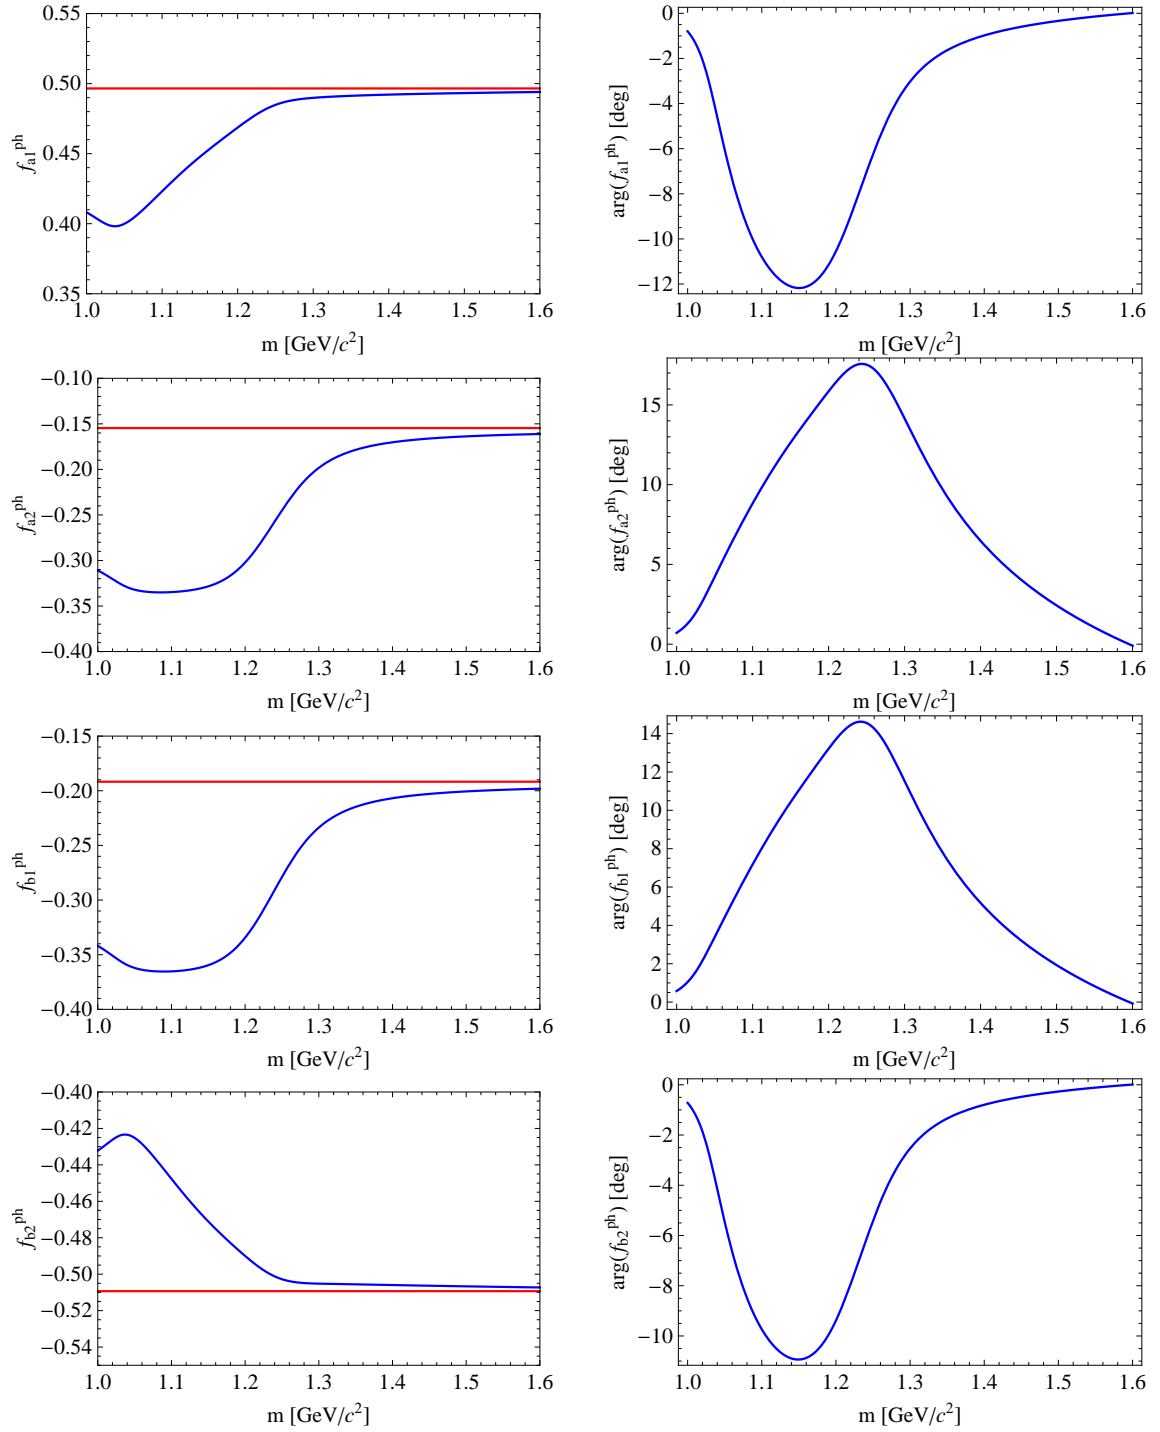 0.55
0.50
0.45
0.40
0.35
f_a1^ph
1.0 1.1 1.2 1.3 1.4 1.5 1.6
m [GeV/c²]
0
−2
−4
−6
−8
−10
−12
arg(f_a1^ph) [deg]
1.0 1.1 1.2 1.3 1.4 1.5 1.6
m [GeV/c²]
−0.10
−0.15
−0.20
−0.25
−0.30
−0.35
−0.40
f_a2^ph
1.0 1.1 1.2 1.3 1.4 1.5 1.6
m [GeV/c²]
15
10
5
0
arg(f_a2^ph) [deg]
1.0 1.1 1.2 1.3 1.4 1.5 1.6
m [GeV/c²]
−0.15
−0.20
−0.25
−0.30
−0.35
−0.40
f_b1^ph
1.0 1.1 1.2 1.3 1.4 1.5 1.6
m [GeV/c²]
14
12
10
8
6
4
2
0
arg(f_b1^ph) [deg]
1.0 1.1 1.2 1.3 1.4 1.5 1.6
m [GeV/c²]
−0.40
−0.42
−0.44
−0.46
−0.48
−0.50
−0.52
−0.54
f_b2^ph
1.0 1.1 1.2 1.3 1.4 1.5 1.6
m [GeV/c²]
0
−2
−4
−6
−8
−10
arg(f_b2^ph) [deg]
1.0 1.1 1.2 1.3 1.4 1.5 1.6
m [GeV/c²]